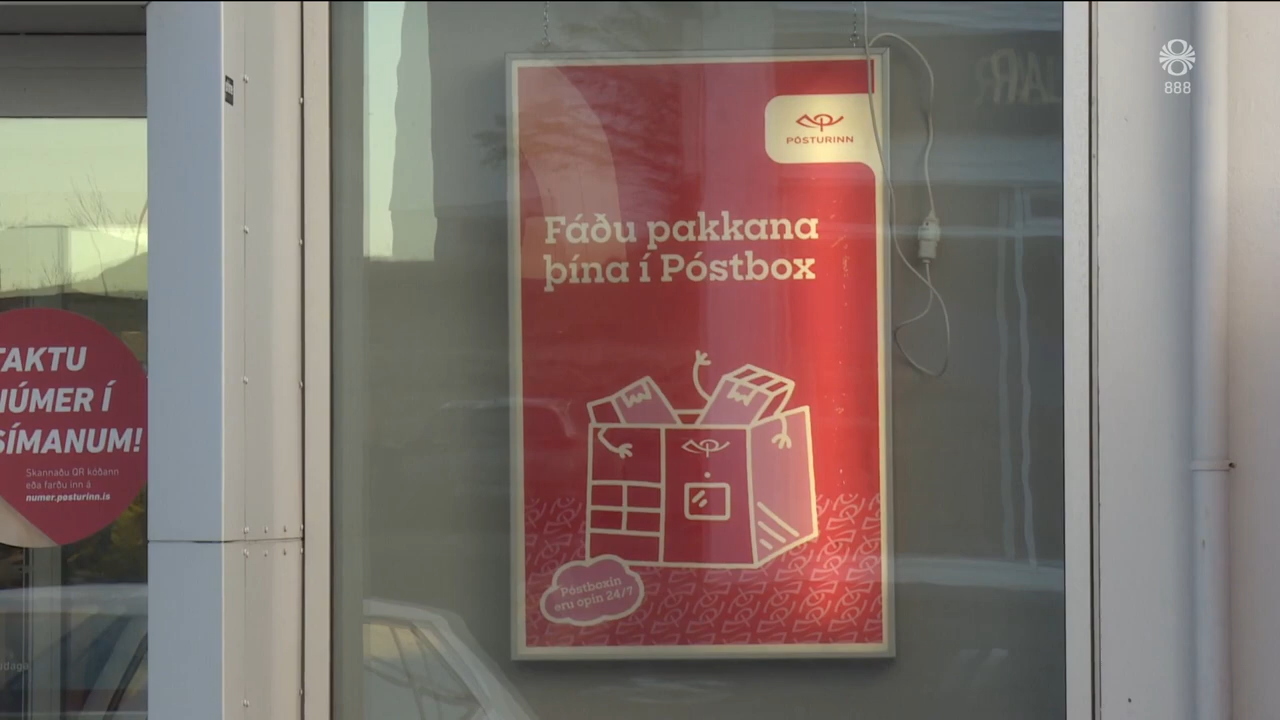 888
PÓSTURINN
Fáðu pakkana
þína í Póstbox
Póstboxin
eru opin 24/7
TAKTU
NÚMER Í
SÍMANUM!
Skannaðu QR kóðann
eða farðu inn á
numer.posturinn.is